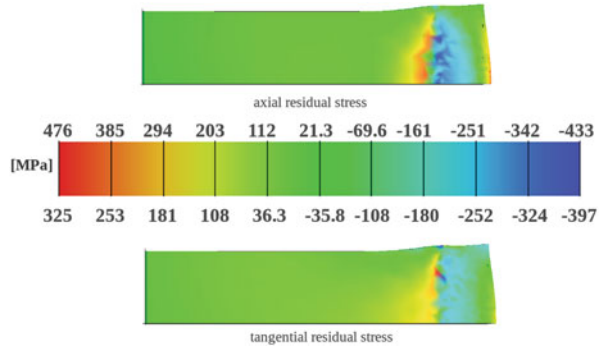 axial residual stress
476 385 294 203 112 21.3 -69.6 -161 -251 -342 -433
[MPa]
325 253 181 108 36.3 -35.8 -108 -180 -252 -324 -397
tangential residual stress